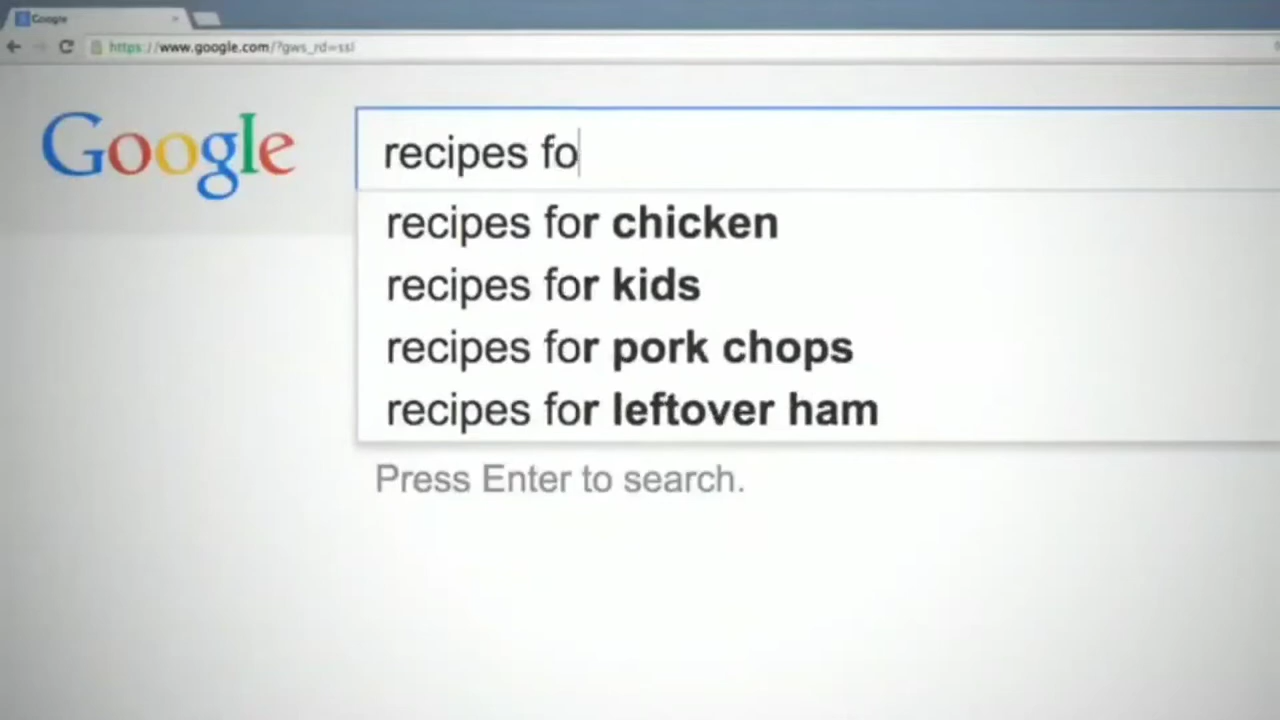 Google
https://www.google.com/?gws_rd=ssl
Google
recipes fo
recipes for chicken
recipes for kids
recipes for pork chops
recipes for leftover ham
Press Enter to search.